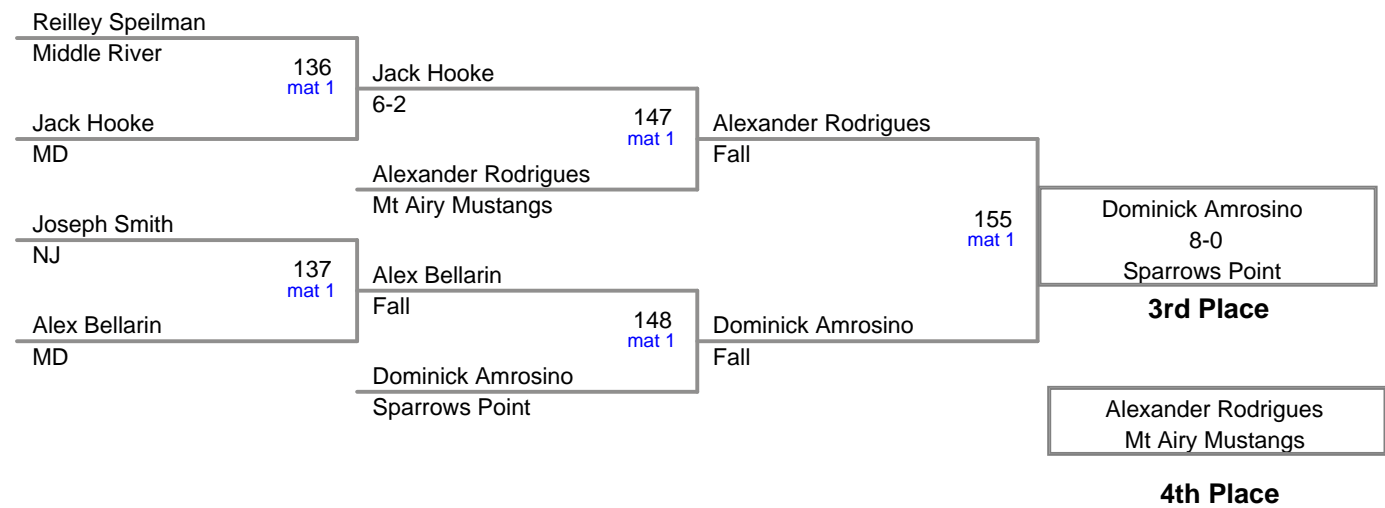 Reilley Speilman
Middle River
136
mat 1
Jack Hooke
MD
Jack Hooke
6-2
147
mat 1
Alexander Rodrigues
Mt Airy Mustangs
Joseph Smith
NJ
137
mat 1
Alex Bellarin
MD
Alex Bellarin
Fall
148
mat 1
Dominick Amrosino
Sparrows Point
Alexander Rodrigues
Fall
155
mat 1
Dominick Amrosino
Fall
Dominick Amrosino
8-0
Sparrows Point
3rd Place
Alexander Rodrigues
Mt Airy Mustangs
4th Place